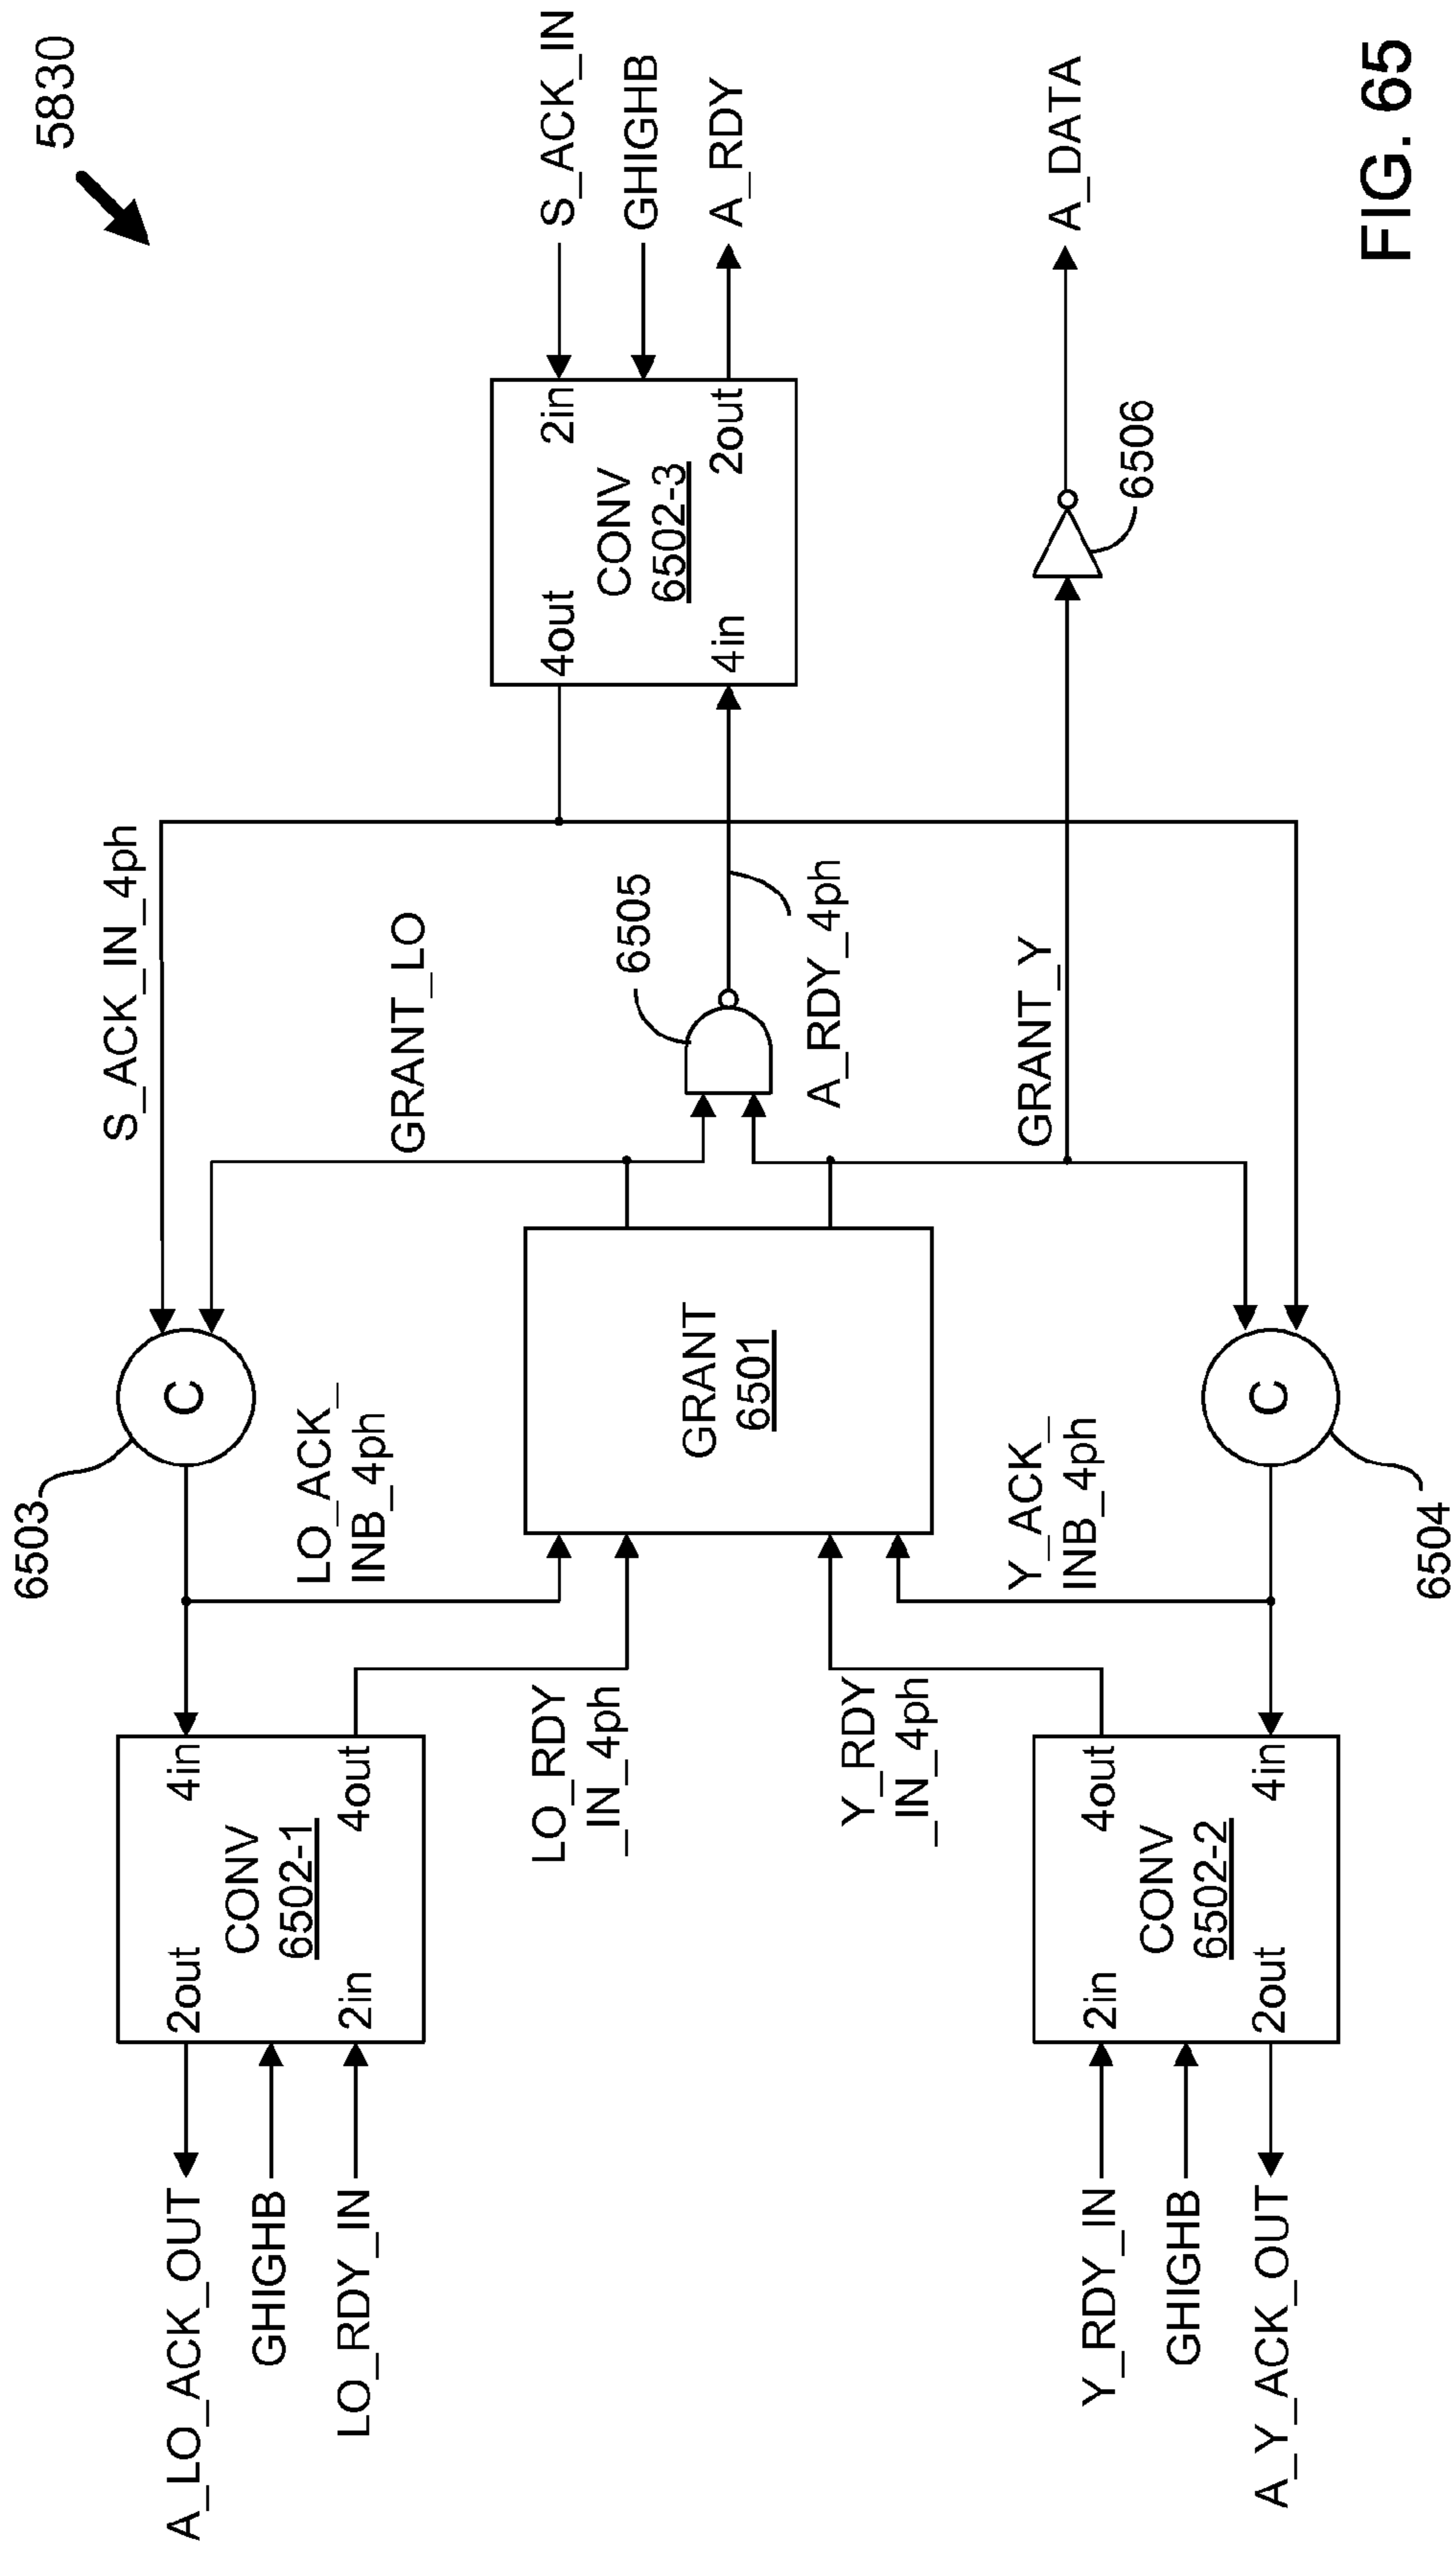 5830
S_ACK_IN
GHIGHB
A_RDY
A_DATA
FIG. 65
2in
4out
CONV
6502-3
2out
4in
6506
S_ACK_IN_4ph
GRANT_LO
6505
A_RDY_4ph
GRANT_Y
C
6503
LO_ACK_
INB_4ph
GRANT
6501
Y_ACK_
INB_4ph
C
6504
LO_RDY
_IN_4ph
Y_RDY
_IN_4ph
2out
4in
CONV
6502-1
2in
4out
2in
4out
CONV
6502-2
2out
4in
A_LO_ACK_OUT
GHIGHB
LO_RDY_IN
Y_RDY_IN
GHIGHB
A_Y_ACK_OUT